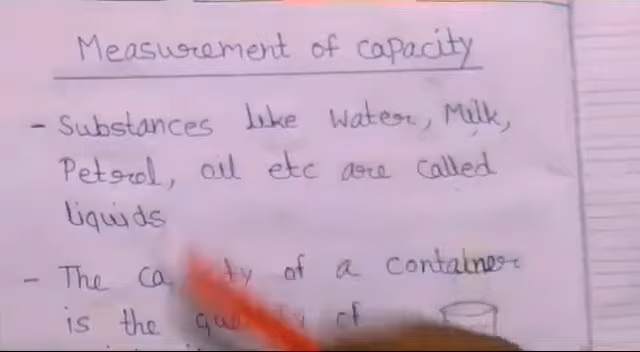 Measurement of capacity
- Substances like water, Milk,
Petrol, oil etc are called
liquids
- The ty of a container
is the of